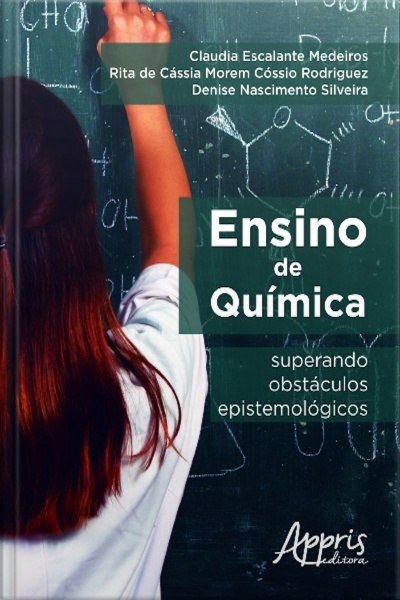 Claudia Escalante Medeiros
Rita de Cássia Morem Cóssio Rodriguez
Denise Nascimento Silveira
Ensino
de
Química
superando
obstáculos
epistemológicos
Appris
editora